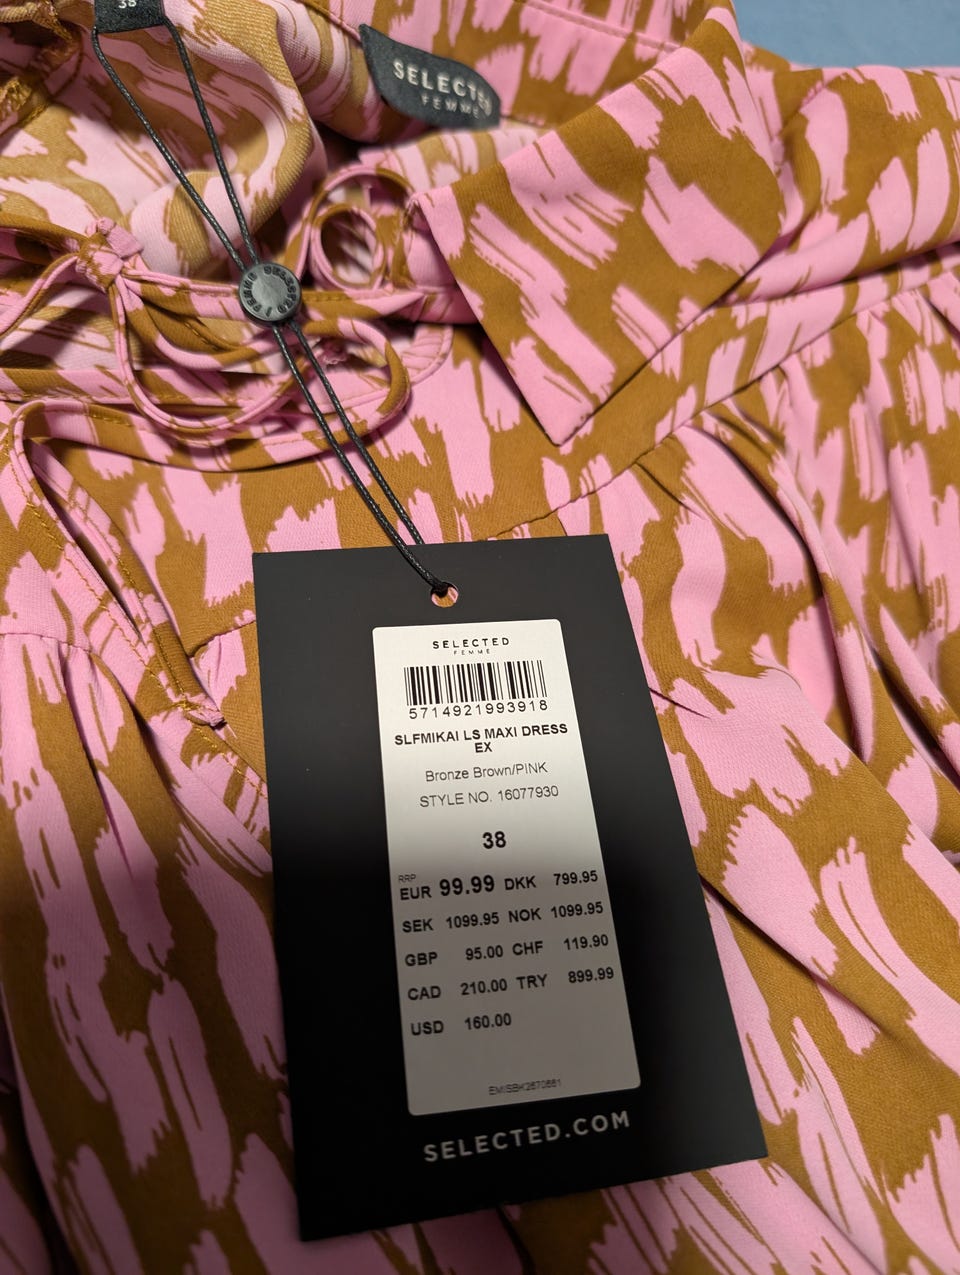 38
SELECTED
FEMME
SELECTED
FEMME
5714921993918
SLFMIKAI LS MAXI DRESS
EX
Bronze Brown/PINK
STYLE NO. 16077930
38
RRP
EUR 99.99 DKK 799.95
SEK 1099.95 NOK 1099.95
GBP 95.00 CHF 119.90
CAD 210.00 TRY 899.99
USD 160.00
SELECTED.COM